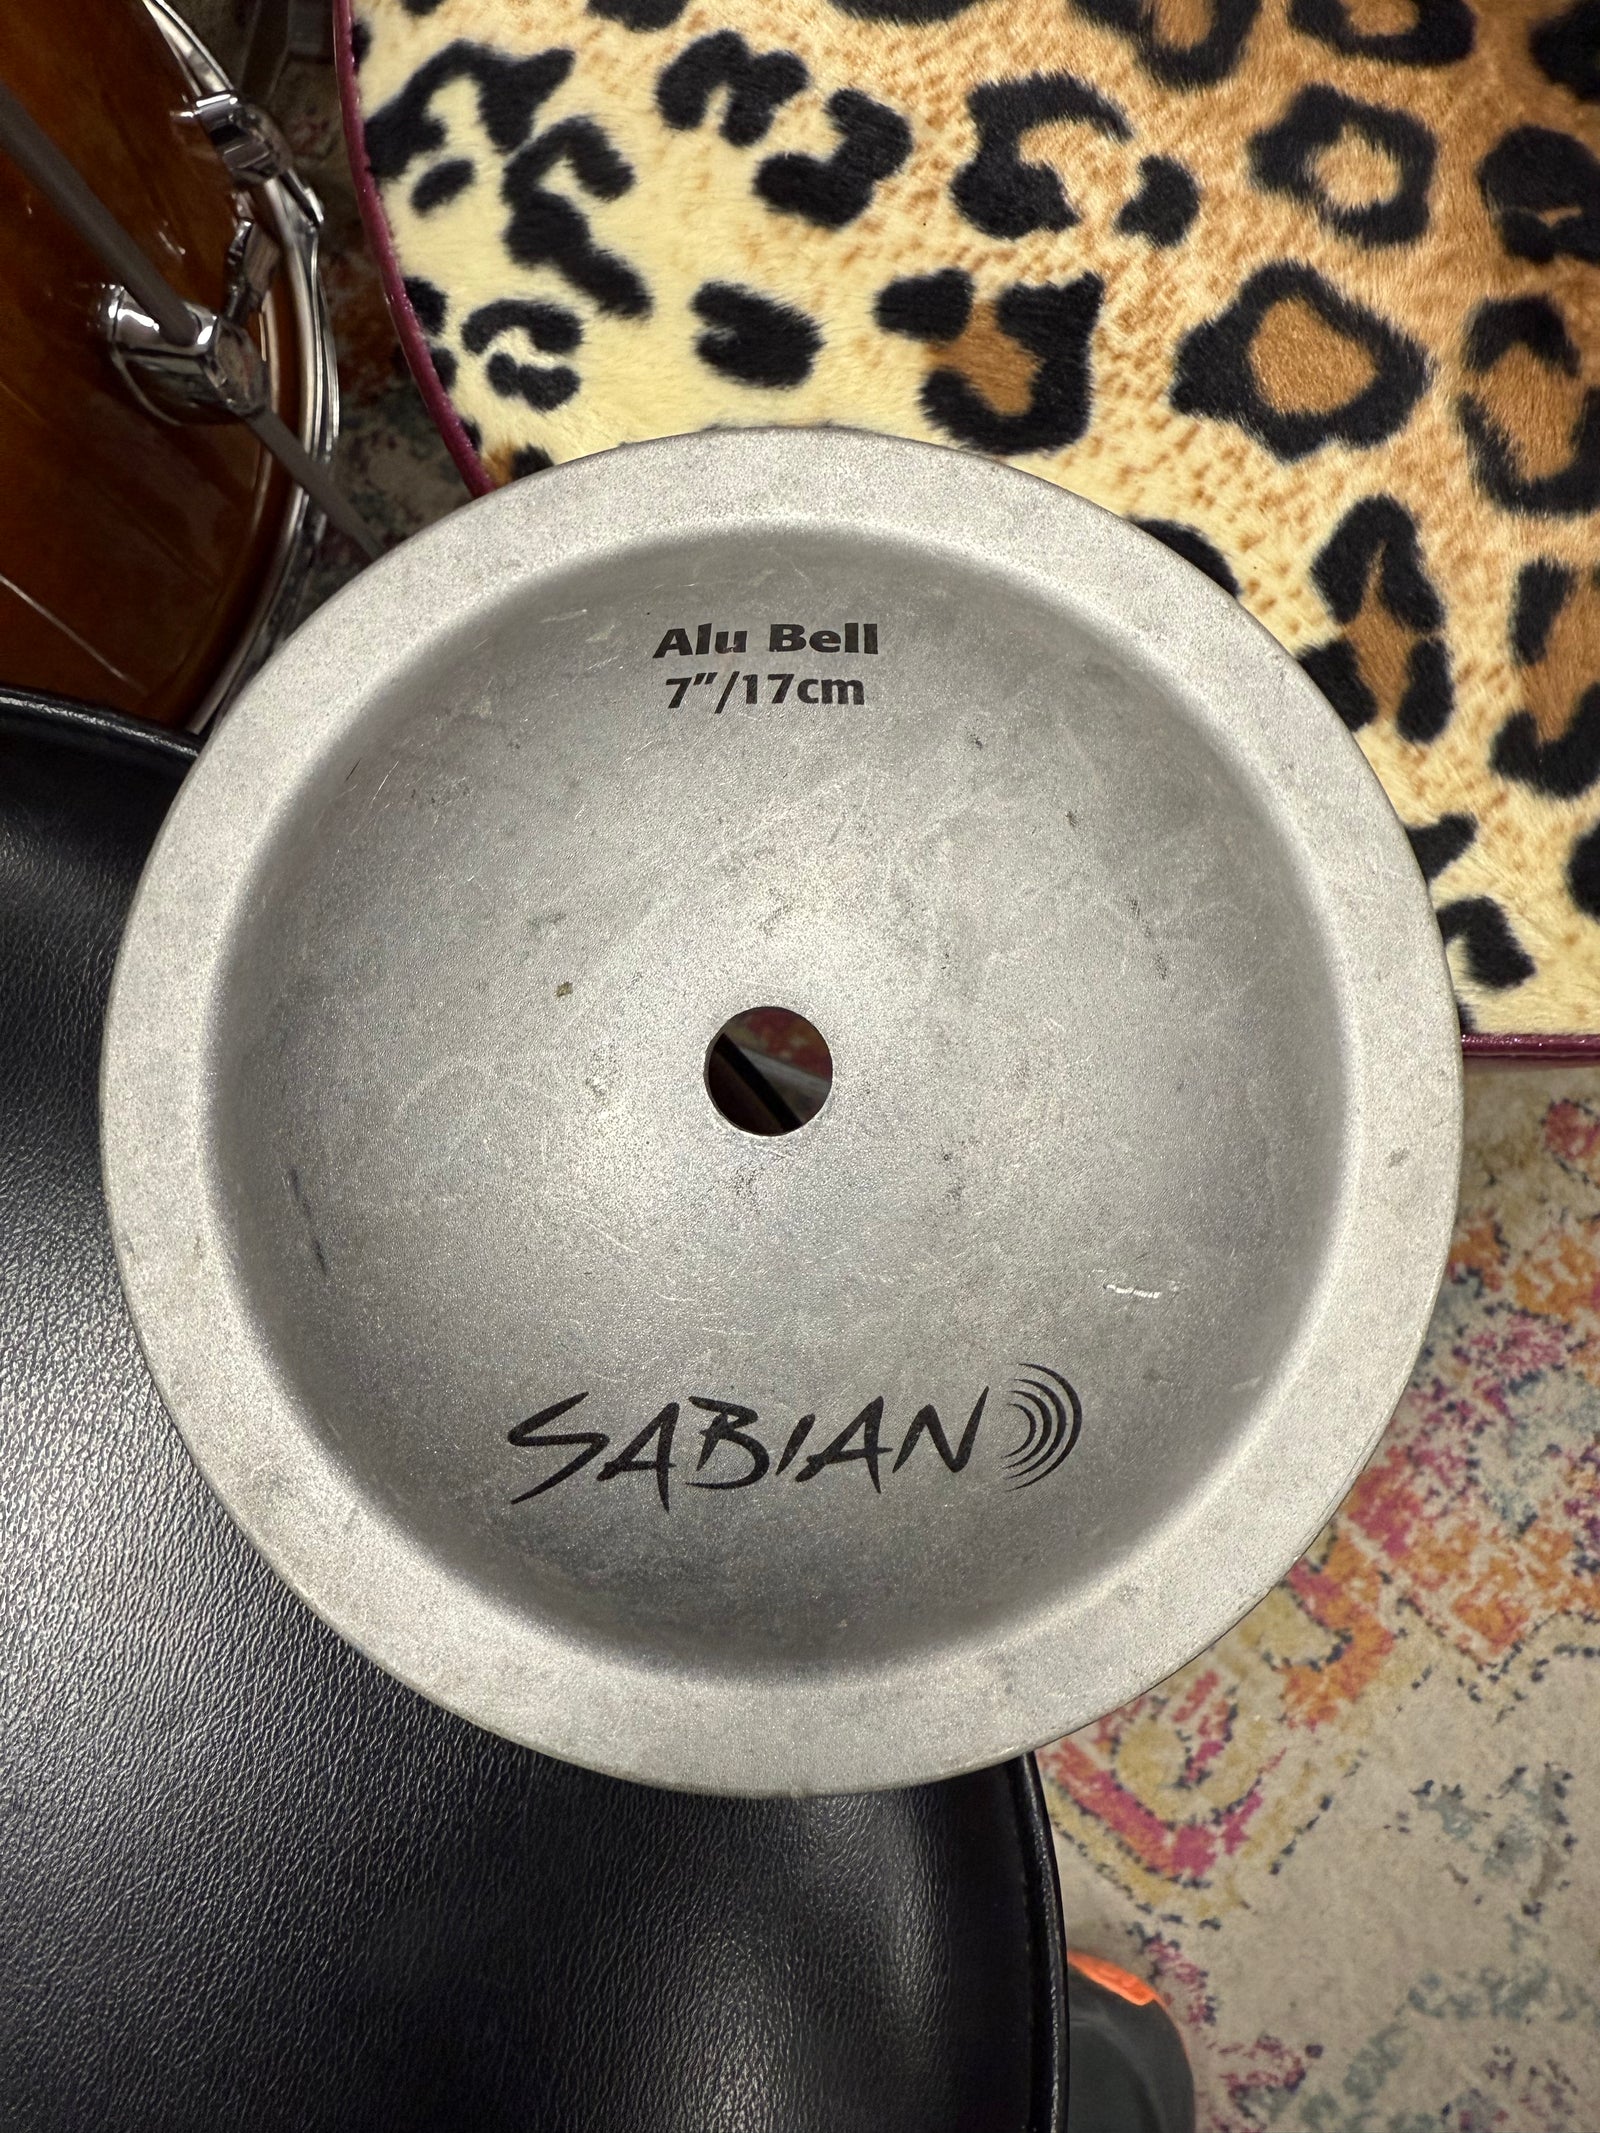 Alu Bell
7"/17cm
SABIAN